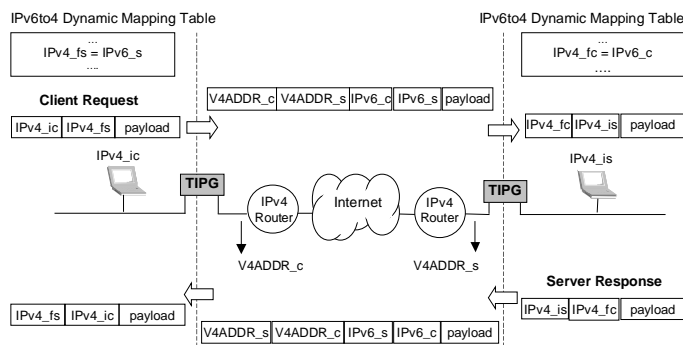 IPv6to4 Dynamic Mapping Table
...
IPv4_fs = IPv6_s
....
IPv6to4 Dynamic Mapping Table
...
IPv4_fc = IPv6_c
....
Client Request
V4ADDR_c V4ADDR_s IPv6_c IPv6_s payload
IPv4_ic IPv4_fs payload
IPv4_fc IPv4_is payload
IPv4_ic
IPv4_is
TIPG
IPv4
Router
Internet
IPv4
Router
TIPG
V4ADDR_c
V4ADDR_s
Server Response
IPv4_fs IPv4_ic payload
IPv4_is IPv4_fc payload
V4ADDR_s V4ADDR_c IPv6_s IPv6_c payload